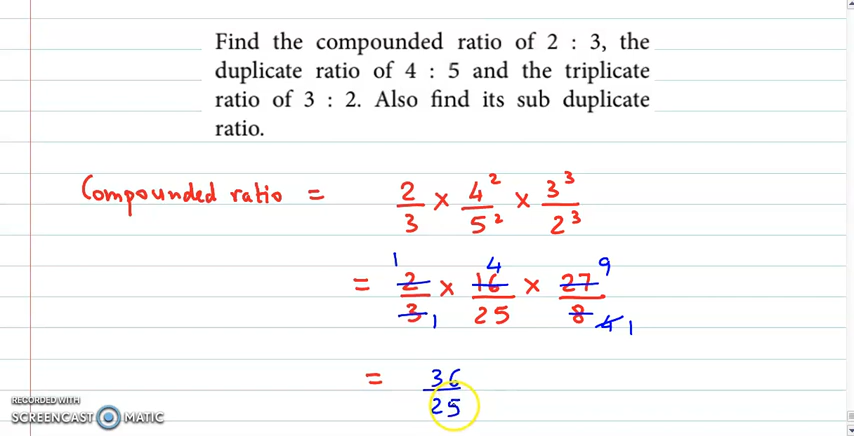 Find the compounded ratio of 2 : 3, the
duplicate ratio of 4 : 5 and the triplicate
ratio of 3 : 2. Also find its sub duplicate
ratio.
Compounded ratio = 2/3 × 4²/5² × 3³/2³
= 2/3 × 16/25 × 27/8
1 1 4 9 4 1
= 36/25
RECORDED WITH
SCREENCAST MATIC